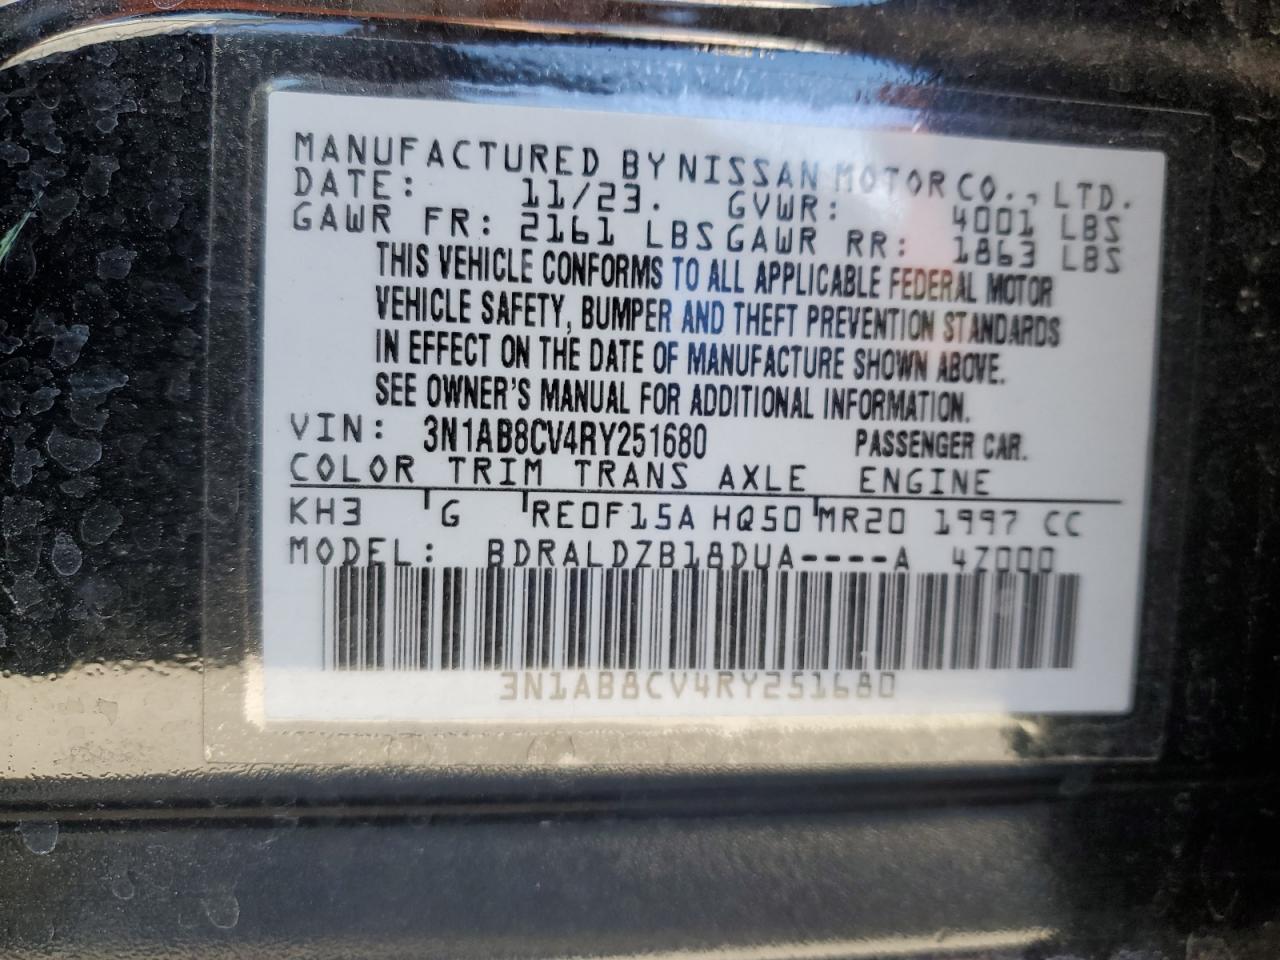 MANUFACTURED BY NISSAN MOTOR CO., LTD.
DATE: 11/23. GVWR: 4001 LBS
GAWR FR: 2161 LBS GAWR RR: 1863 LBS
THIS VEHICLE CONFORMS TO ALL APPLICABLE FEDERAL MOTOR
VEHICLE SAFETY, BUMPER AND THEFT PREVENTION STANDARDS
IN EFFECT ON THE DATE OF MANUFACTURE SHOWN ABOVE.
SEE OWNER'S MANUAL FOR ADDITIONAL INFORMATION.
VIN: 3N1AB8CV4RY251680 PASSENGER CAR.
COLOR TRIM TRANS AXLE ENGINE
KH3 G RE0F15A HQ50 MR20 1997 CC
MODEL: BDRALDZB18DUA----A 4Z000
3N1AB8CV4RY251680